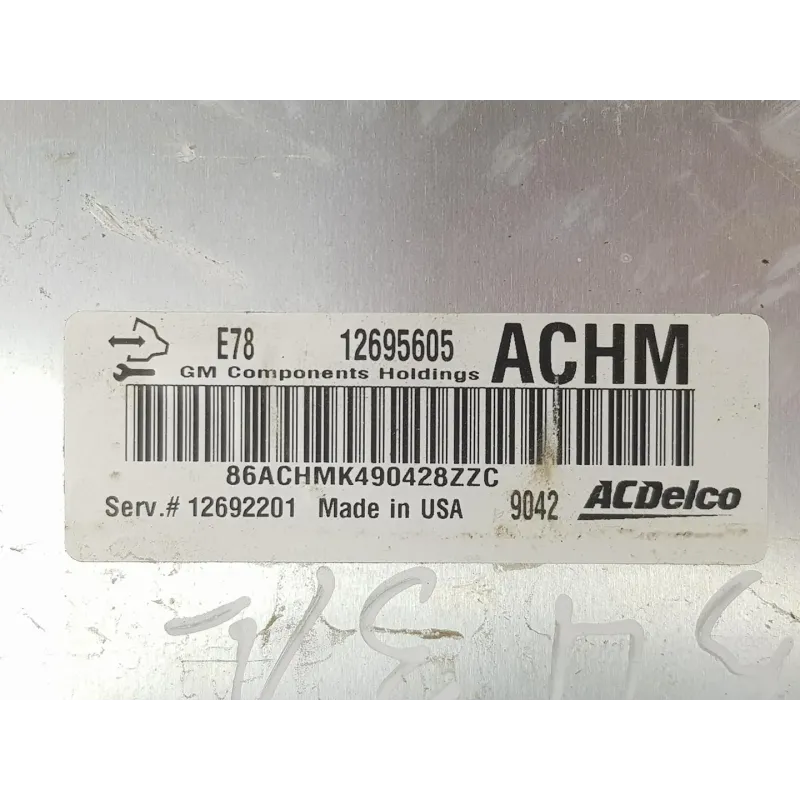 E78 12695605 ACHM
GM Components Holdings
86ACHMK490428ZZC
Serv.# 12692201 Made in USA 9042 ACDelco